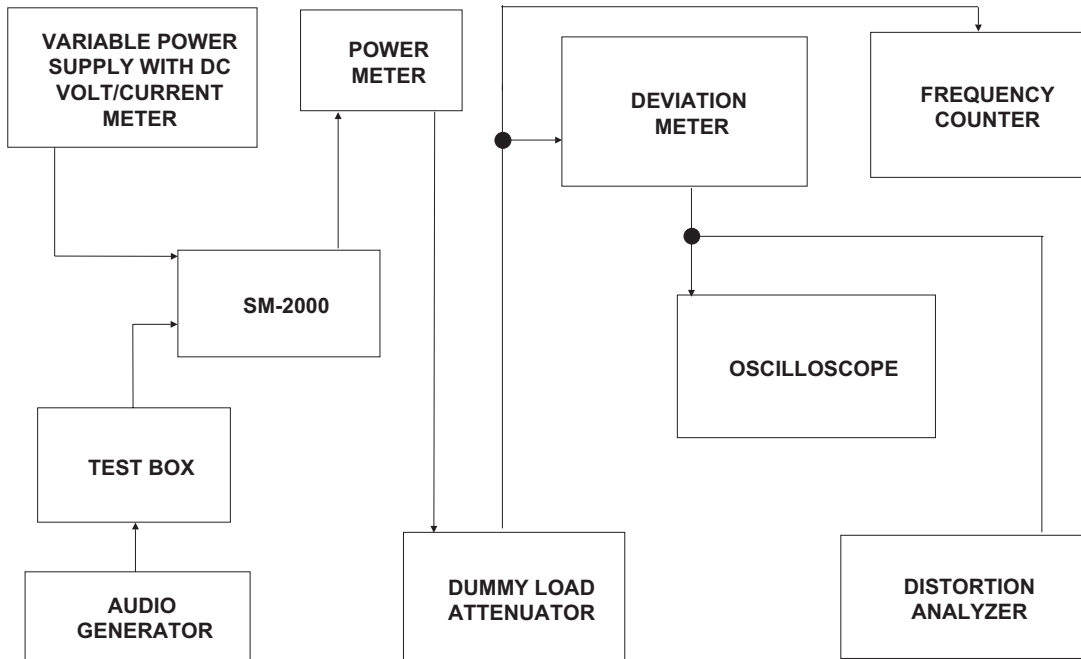 VARIABLE POWER
SUPPLY WITH DC
VOLT/CURRENT
METER
POWER
METER
DEVIATION
METER
FREQUENCY
COUNTER
SM-2000
OSCILLOSCOPE
TEST BOX
AUDIO
GENERATOR
DUMMY LOAD
ATTENUATOR
DISTORTION
ANALYZER